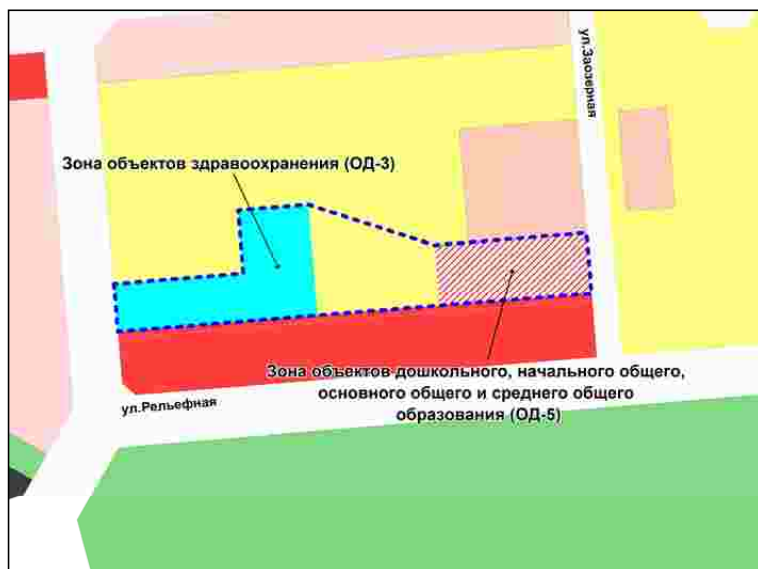 ул.Заозерная
Зона объектов здравоохранения (ОД-3)
Зона объектов дошкольного, начального общего,
основного общего и среднего общего
образования (ОД-5)
ул.Рельефная